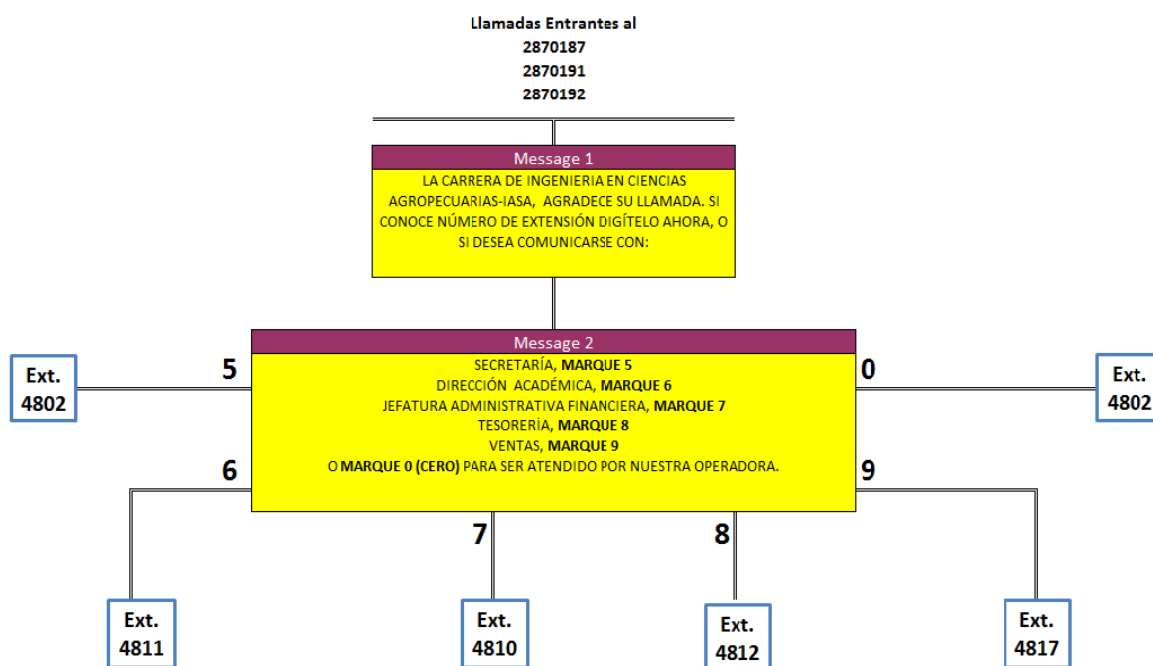 Llamadas Entrantes al
2870187
2870191
2870192
Message 1
LA CARRERA DE INGENIERIA EN CIENCIAS
AGROPECUARIAS-IASA, AGRADECE SU LLAMADA. SI
CONOCE NÚMERO DE EXTENSIÓN DIGÍTELO AHORA, O
SI DESEA COMUNICARSE CON:
Message 2
SECRETARÍA, MARQUE 5
DIRECCIÓN ACADÉMICA, MARQUE 6
JEFATURA ADMINISTRATIVA FINANCIERA, MARQUE 7
TESORERÍA, MARQUE 8
VENTAS, MARQUE 9
O MARQUE 0 (CERO) PARA SER ATENDIDO POR NUESTRA OPERADORA.
5
Ext.
4802
0
Ext.
4802
6
9
7
8
Ext.
4811
Ext.
4810
Ext.
4812
Ext.
4817